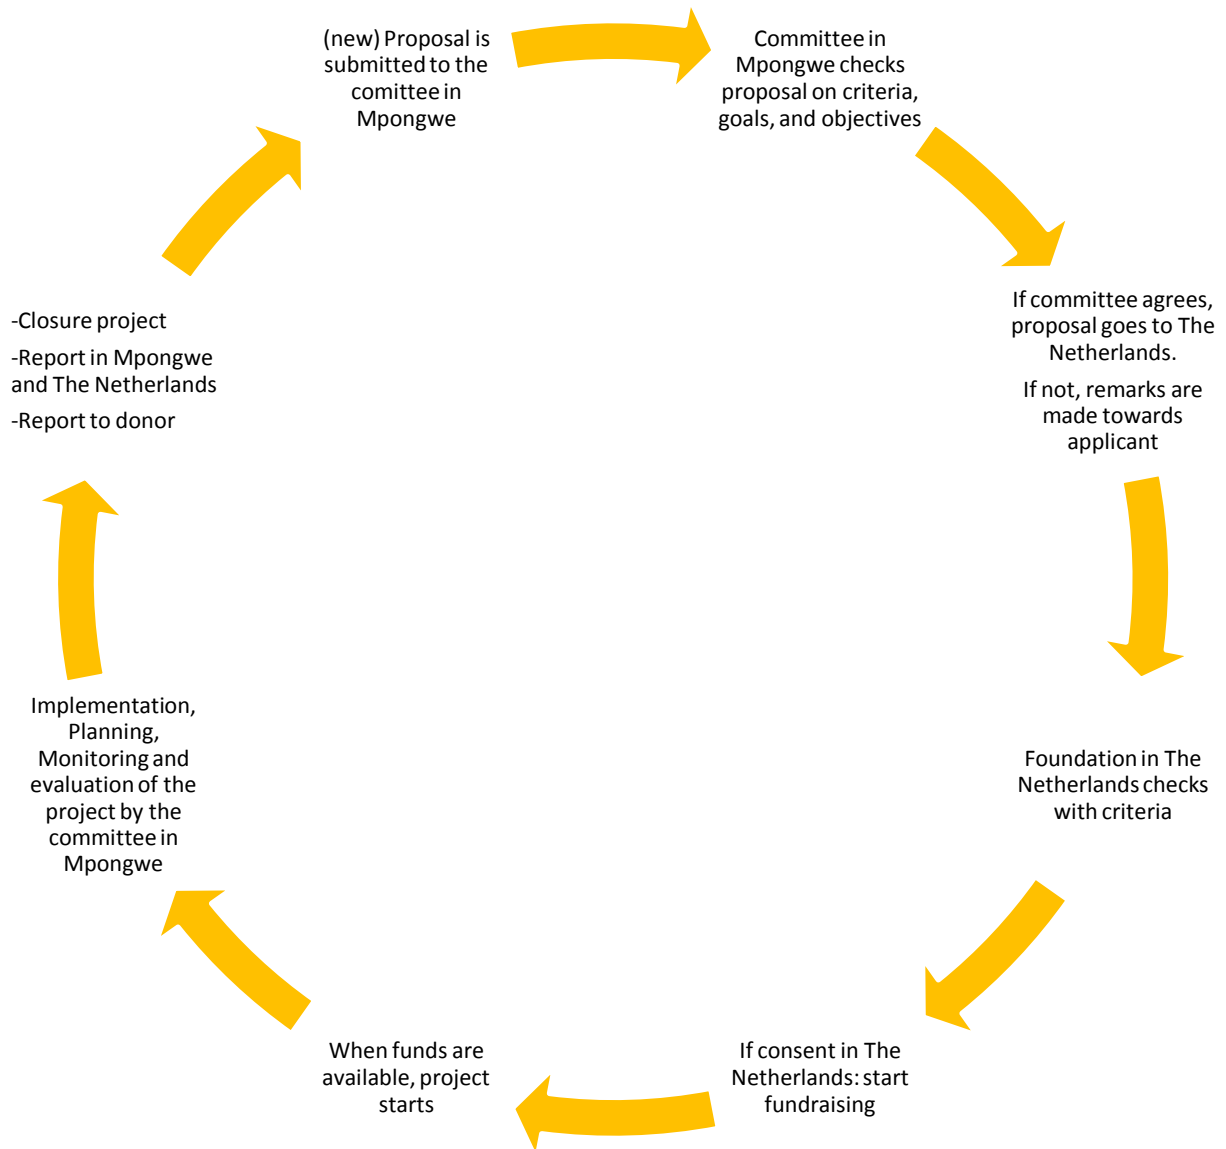 (new) Proposal is
submitted to the
comittee in
Mpongwe
Committee in
Mpongwe checks
proposal on criteria,
goals, and objectives
If committee agrees,
proposal goes to The
Netherlands.
If not, remarks are
made towards
applicant
Foundation in The
Netherlands checks
with criteria
If consent in The
Netherlands: start
fundraising
When funds are
available, project
starts
Implementation,
Planning,
Monitoring and
evaluation of the
project by the
committee in
Mpongwe
-Closure project
-Report in Mpongwe
and The Netherlands
-Report to donor